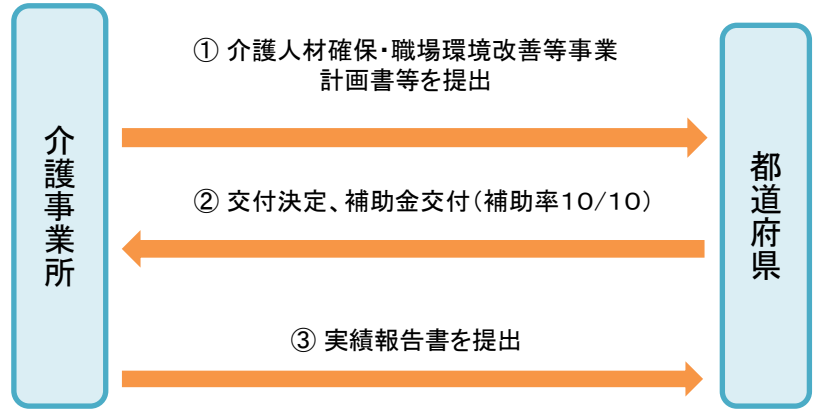 ① 介護人材確保・職場環境改善等事業
計画書等を提出
介護事業所
都道府県
② 交付決定、補助金交付(補助率10/10)
③ 実績報告書を提出